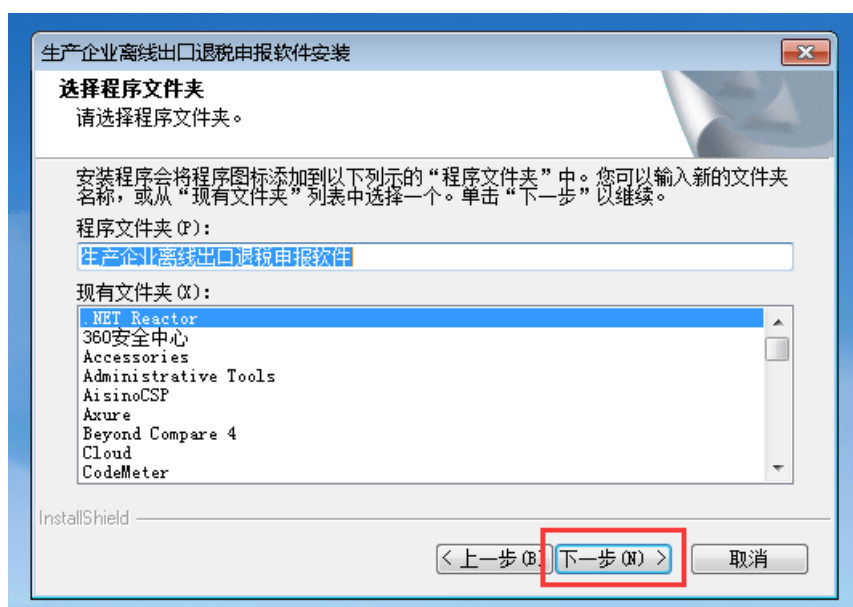 生产企业离线出口退税申报软件安装
选择程序文件夹
请选择程序文件夹。
安装程序会将程序图标添加到以下列示的“程序文件夹”中。您可以输入新的文件夹
名称，或从“现有文件夹”列表中选择一个。单击“下一步”以继续。
程序文件夹(P):
生产企业离线出口退税申报软件
现有文件夹(X):
.NET Reactor
360安全中心
Accessories
Administrative Tools
AisinoCSP
Axure
Beyond Compare 4
Cloud
CodeMeter
InstallShield
< 上一步(B) 下一步(N) > 取消